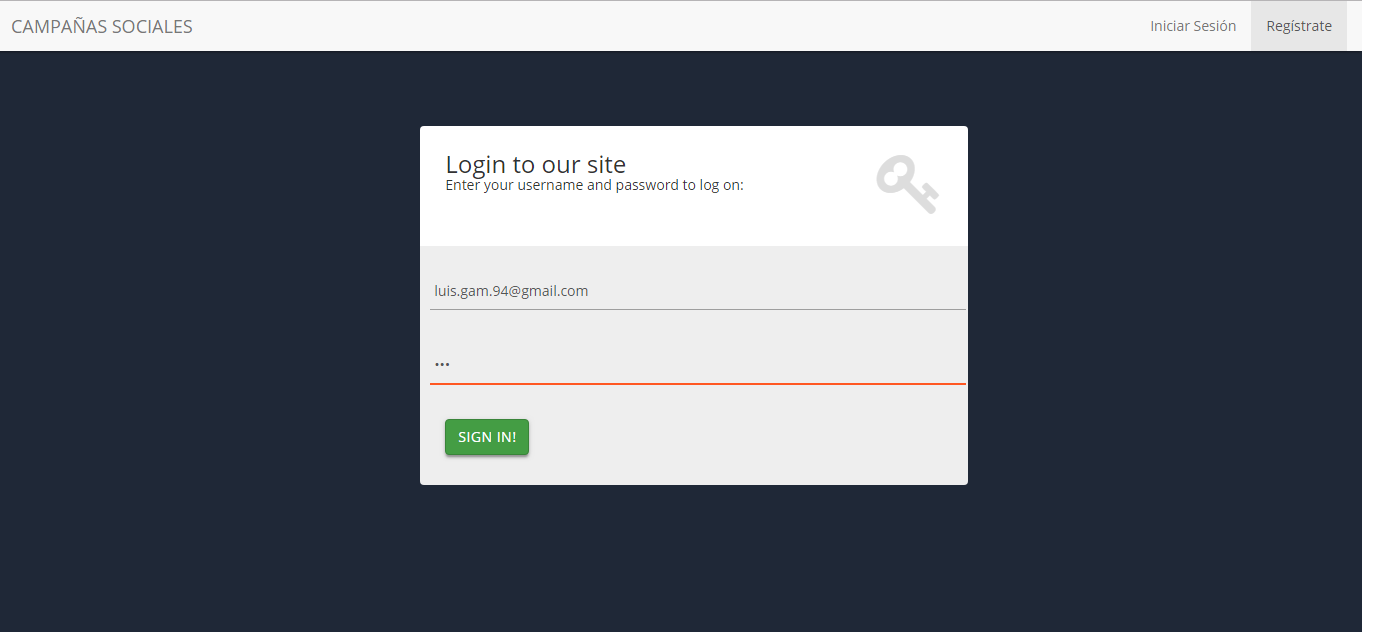 CAMPAÑAS SOCIALES
Iniciar Sesión
Regístrate
Login to our site
Enter your username and password to log on:
luis.gam.94@gmail.com
•••
SIGN IN!